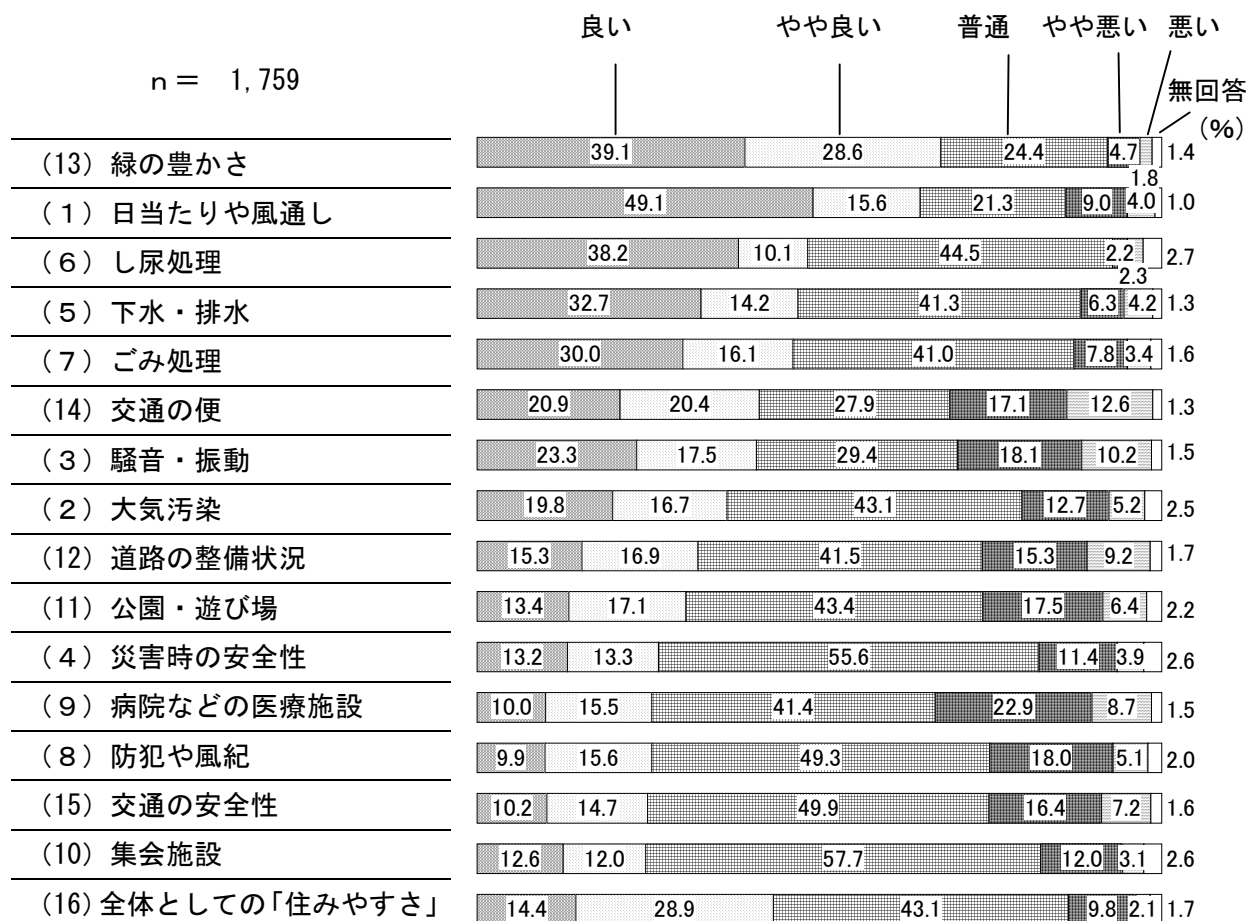 良い やや良い 普通 やや悪い 悪い
ｎ＝ 1,759
無回答
(％)
(13) 緑の豊かさ 39.1 28.6 24.4 4.7 1.8 1.4
(１) 日当たりや風通し 49.1 15.6 21.3 9.0 4.0 1.0
(６) し尿処理 38.2 10.1 44.5 2.2 2.3 2.7
(５) 下水・排水 32.7 14.2 41.3 6.3 4.2 1.3
(７) ごみ処理 30.0 16.1 41.0 7.8 3.4 1.6
(14) 交通の便 20.9 20.4 27.9 17.1 12.6 1.3
(３) 騒音・振動 23.3 17.5 29.4 18.1 10.2 1.5
(２) 大気汚染 19.8 16.7 43.1 12.7 5.2 2.5
(12) 道路の整備状況 15.3 16.9 41.5 15.3 9.2 1.7
(11) 公園・遊び場 13.4 17.1 43.4 17.5 6.4 2.2
(４) 災害時の安全性 13.2 13.3 55.6 11.4 3.9 2.6
(９) 病院などの医療施設 10.0 15.5 41.4 22.9 8.7 1.5
(８) 防犯や風紀 9.9 15.6 49.3 18.0 5.1 2.0
(15) 交通の安全性 10.2 14.7 49.9 16.4 7.2 1.6
(10) 集会施設 12.6 12.0 57.7 12.0 3.1 2.6
(16) 全体としての「住みやすさ」 14.4 28.9 43.1 9.8 2.1 1.7